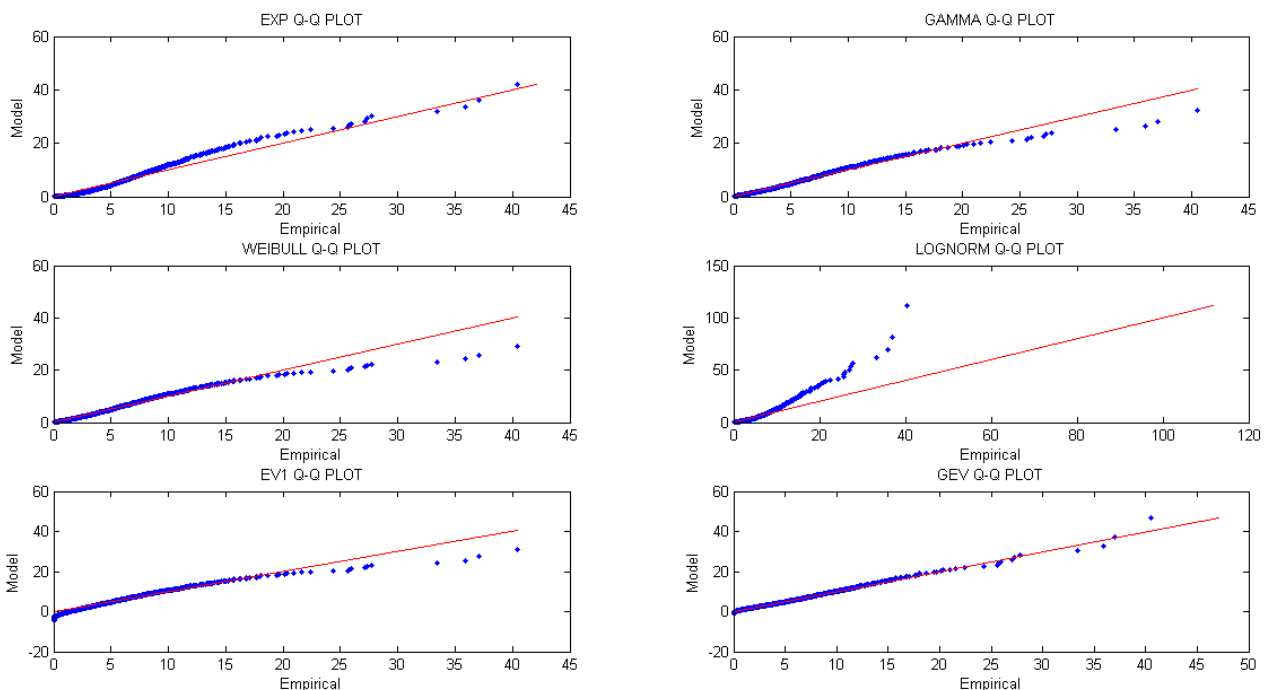 EXP Q-Q PLOT
60
40
20
0
Model
0 5 10 15 20 25 30 35 40 45
Empirical
GAMMA Q-Q PLOT
60
40
20
0
Model
0 5 10 15 20 25 30 35 40 45
Empirical
WEIBULL Q-Q PLOT
60
40
20
0
Model
0 5 10 15 20 25 30 35 40 45
Empirical
LOGNORM Q-Q PLOT
150
100
50
0
Model
0 20 40 60 80 100 120
Empirical
EV1 Q-Q PLOT
60
40
20
0
-20
Model
0 5 10 15 20 25 30 35 40 45
Empirical
GEV Q-Q PLOT
60
40
20
0
-20
Model
0 5 10 15 20 25 30 35 40 45 50
Empirical